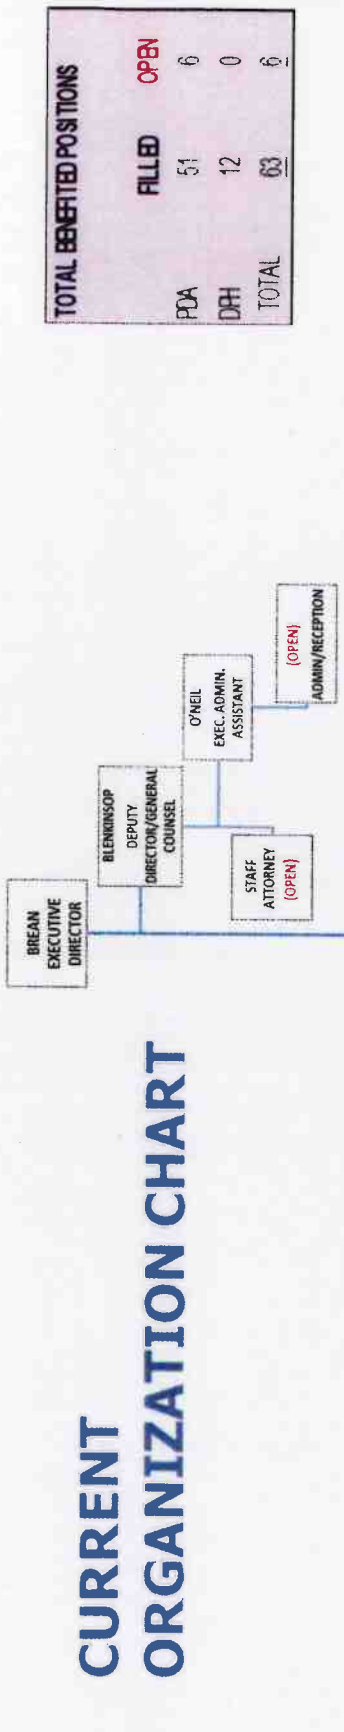 CURRENT
ORGANIZATION CHART
BREAN
EXECUTIVE
DIRECTOR
BLENKINSOP
DEPUTY
DIRECTOR/GENERAL
COUNSEL
STAFF
ATTORNEY
(OPEN)
O'NEIL
EXEC. ADMIN.
ASSISTANT
(OPEN)
ADMIN/RECEPTION
TOTAL BENEFITED POSITIONS
FILLED OPEN
PDA 51 6
DPH 12 0
TOTAL 63 6